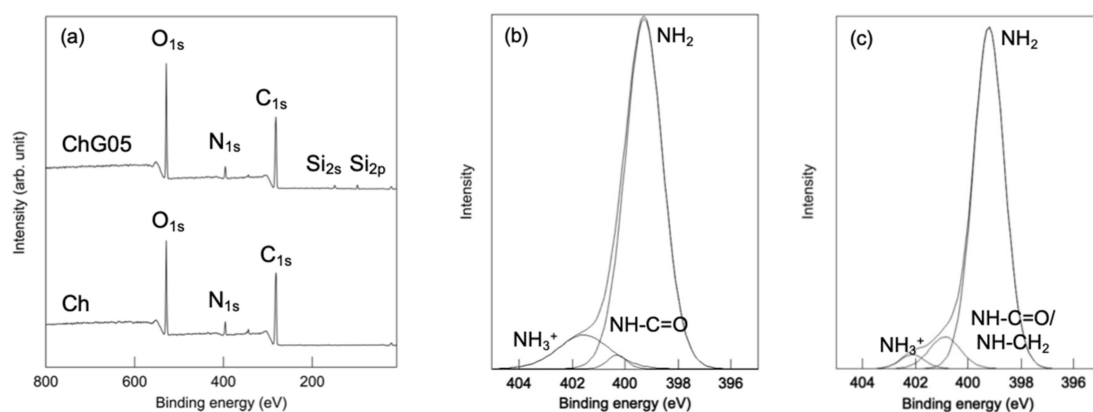 (a)
O1s
C1s
ChG05
N1s
Si2s
Si2p
O1s
C1s
Ch
N1s
Intensity (arb. unit)
800
600
400
200
Binding energy (eV)
(b)
NH2
NH3+
NH-C=O
Intensity
404
402
400
398
396
Binding energy (eV)
(c)
NH2
NH3+
NH-C=O/
NH-CH2
Intensity
404
402
400
398
396
Binding energy (eV)